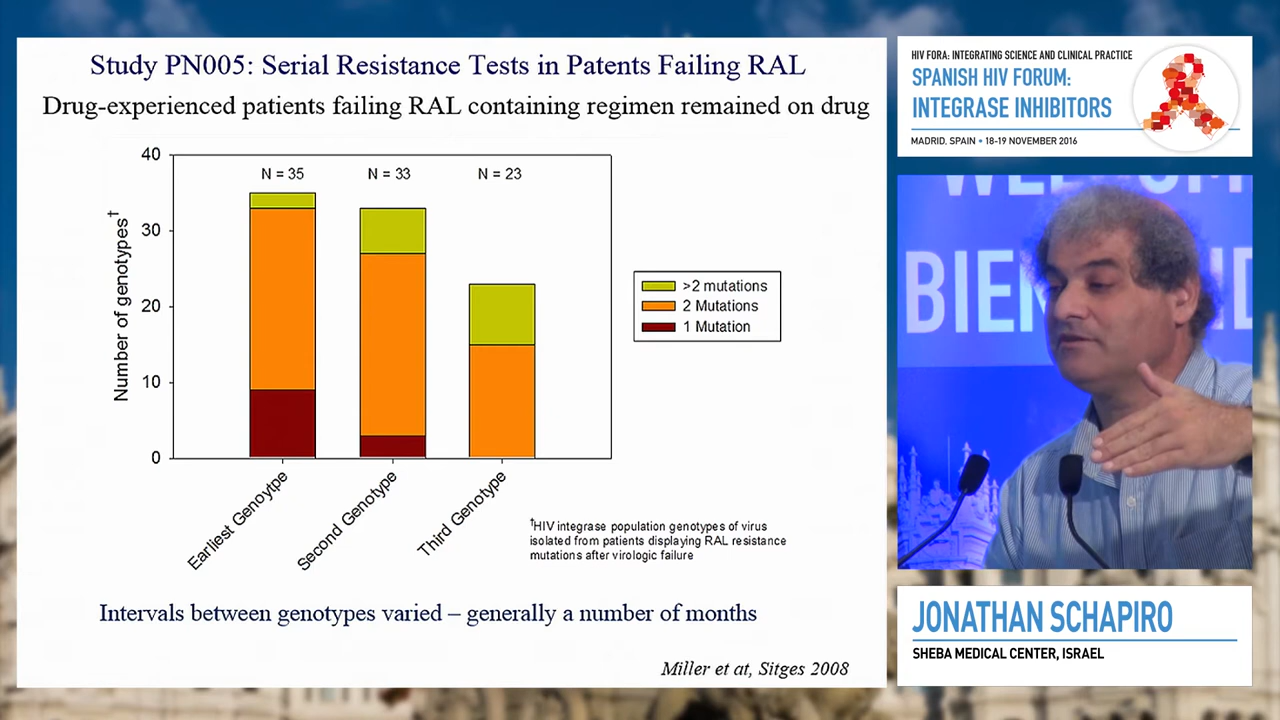 Study PN005: Serial Resistance Tests in Patents Failing RAL
Drug-experienced patients failing RAL containing regimen remained on drug
40
30
20
10
0
Number of genotypes†
N = 35
N = 33
N = 23
>2 mutations
2 Mutations
1 Mutation
Earliest Genoytpe
Second Genotype
Third Genotype
†HIV integrase population genotypes of virus
isolated from patients displaying RAL resistance
mutations after virologic failure
Intervals between genotypes varied – generally a number of months
Miller et at, Sitges 2008
HIV FORA: INTEGRATING SCIENCE AND CLINICAL PRACTICE
SPANISH HIV FORUM:
INTEGRASE INHIBITORS
MADRID, SPAIN • 18-19 NOVEMBER 2016
JONATHAN SCHAPIRO
SHEBA MEDICAL CENTER, ISRAEL